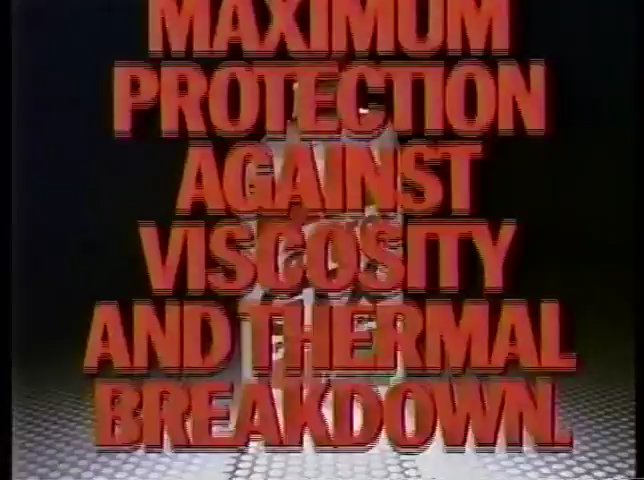 MAXIMUM
PROTECTION
AGAINST
VISCOSITY
AND THERMAL
BREAKDOWN.